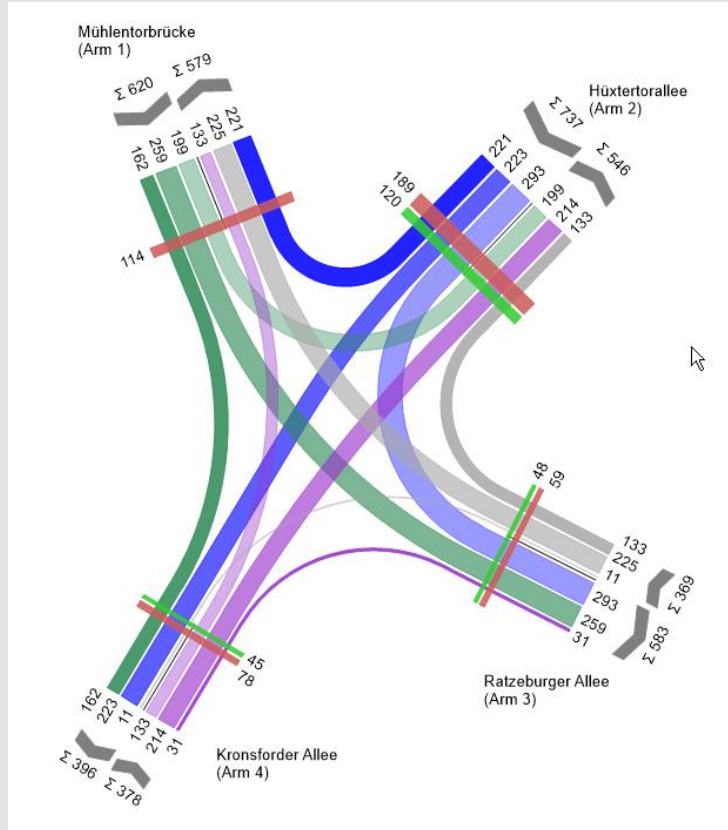 Mühlentorbrücke
(Arm 1)
Σ 620
Σ 579
162
259
199
133
225
221
114
Hüxtertorallee
(Arm 2)
Σ 737
Σ 546
221
223
293
199
214
133
189
120
48
59
133
225
11
293
259
31
Σ 369
Σ 583
Ratzeburger Allee
(Arm 3)
45
78
162
223
11
133
214
31
Σ 396
Σ 378
Kronsforder Allee
(Arm 4)